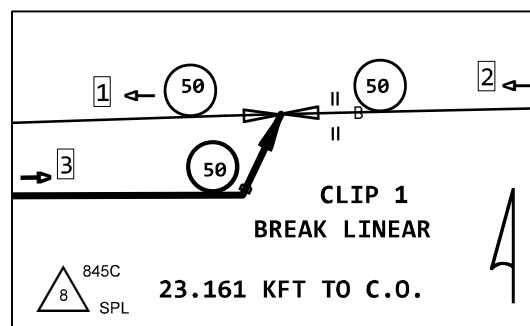 1
50
50
2
B
3
50
CLIP 1
BREAK LINEAR
845C
8
SPL
23.161 KFT TO C.O.